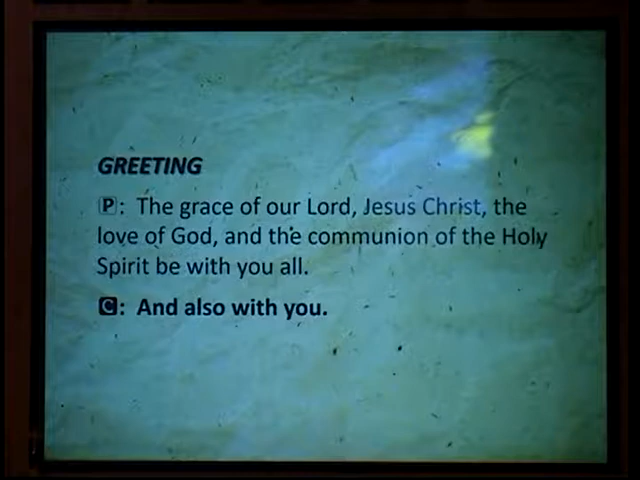 GREETING
P: The grace of our Lord, Jesus Christ, the
love of God, and the communion of the Holy
Spirit be with you all.
C: And also with you.